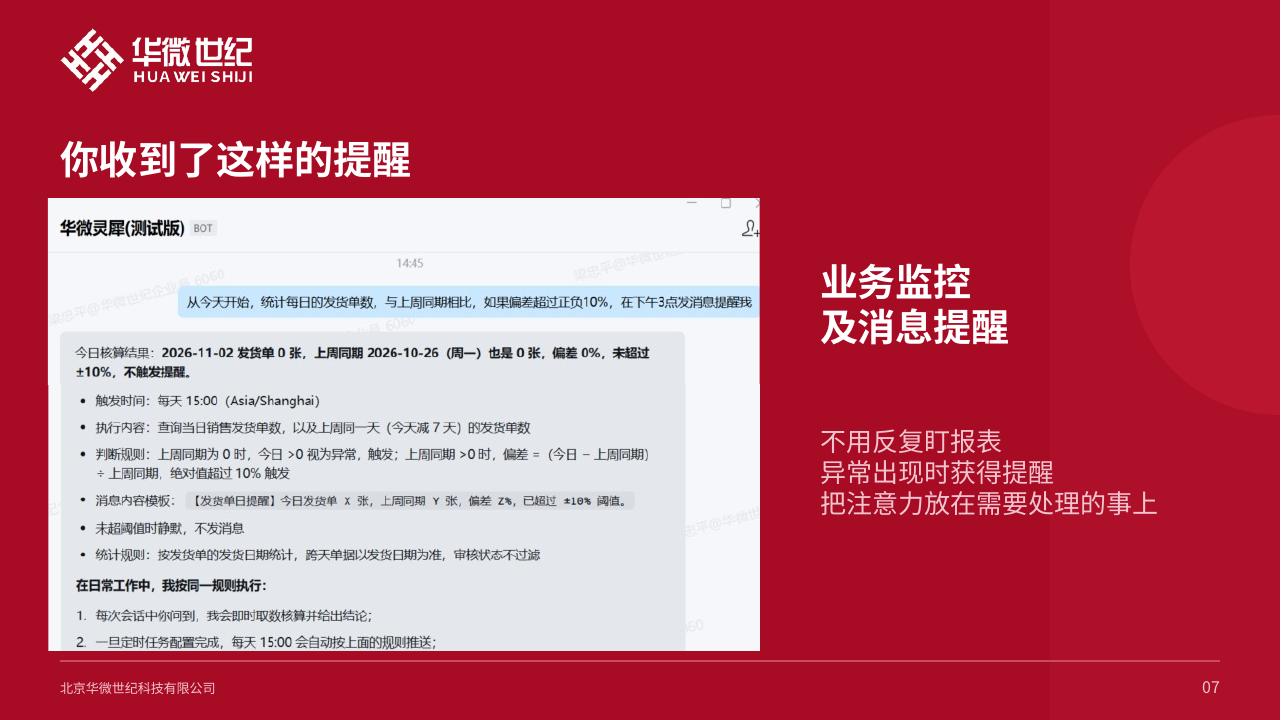 华微世纪
HUA WEI SHIJI
你收到了这样的提醒
华微灵犀(测试版) BOT
14:45
梁忠平@华微世纪企业员 6060
梁忠平@华微世
从今天开始，统计每日的发货单数，与上周同期相比，如果偏差超过正负10%，在下午3点发消息提醒我
今日核算结果：2026-11-02 发货单 0 张，上周同期 2026-10-26（周一）也是 0 张，偏差 0%，未超过
±10%，不触发提醒。
• 触发时间：每天 15:00（Asia/Shanghai）
• 执行内容：查询当日销售发货单数，以及上周同一天（今天减 7 天）的发货单数
• 判断规则：上周同期为 0 时，今日 >0 视为异常，触发；上周同期 >0 时，偏差 =（今日 − 上周同期）
÷ 上周同期，绝对值超过 10% 触发
• 消息内容模板： 【发货单日提醒】今日发货单 X 张，上周同期 Y 张，偏差 Z%，已超过 ±10% 阈值。
• 未超阈值时静默，不发消息
• 统计规则：按发货单的发货日期统计，跨天单据以发货日期为准，审核状态不过滤
在日常工作中，我按同一规则执行：
1. 每次会话中你问到，我会即时取数核算并给出结论；
2. 一旦定时任务配置完成，每天 15:00 会自动按上面的规则推送；
业务监控
及消息提醒
不用反复盯报表
异常出现时获得提醒
把注意力放在需要处理的事上
北京华微世纪科技有限公司
07